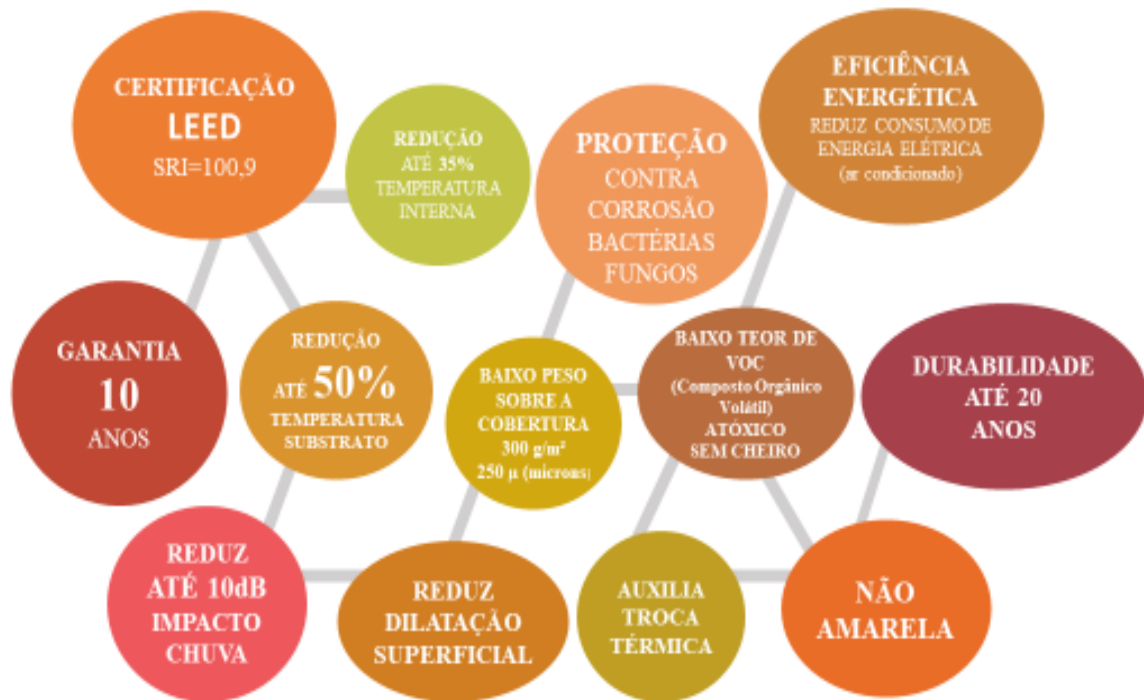 CERTIFICAÇÃO
LEED
SRI=100,9
REDUÇÃO
ATÉ 35%
TEMPERATURA
INTERNA
PROTEÇÃO
CONTRA
CORROSÃO
BACTÉRIAS
FUNGOS
EFICIÊNCIA
ENERGÉTICA
REDUZ CONSUMO DE
ENERGIA ELÉTRICA
(ar condicionado)
GARANTIA
10
ANOS
REDUÇÃO
ATÉ 50%
TEMPERATURA
SUBSTRATO
BAIXO PESO
SOBRE A
COBERTURA
300 g/m²
250 µ (microns)
BAIXO TEOR DE
VOC
(Composto Orgânico
Volátil)
ATÓXICO
SEM CHEIRO
DURABILIDADE
ATÉ 20
ANOS
REDUZ
ATÉ 10dB
IMPACTO
CHUVA
REDUZ
DILATAÇÃO
SUPERFICIAL
AUXILIA
TROCA
TÉRMICA
NÃO
AMARELA